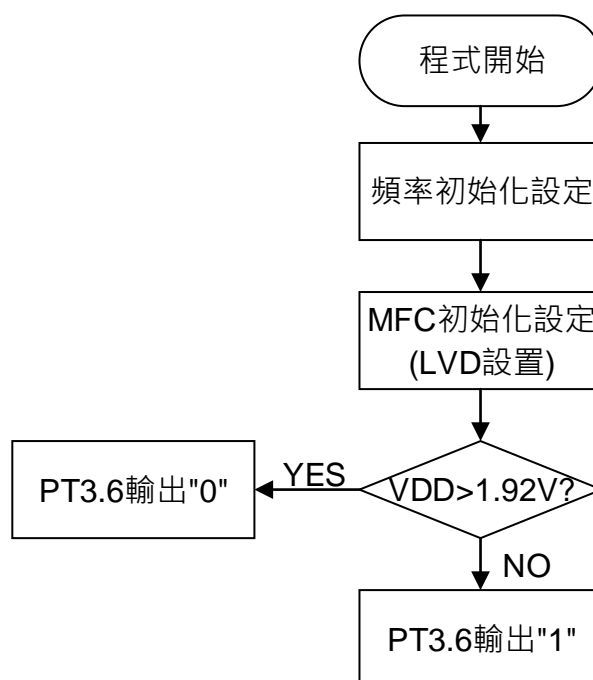 程式開始
頻率初始化設定
MFC初始化設定
(LVD設置)
VDD>1.92V?
YES
PT3.6輸出"0"
NO
PT3.6輸出"1"